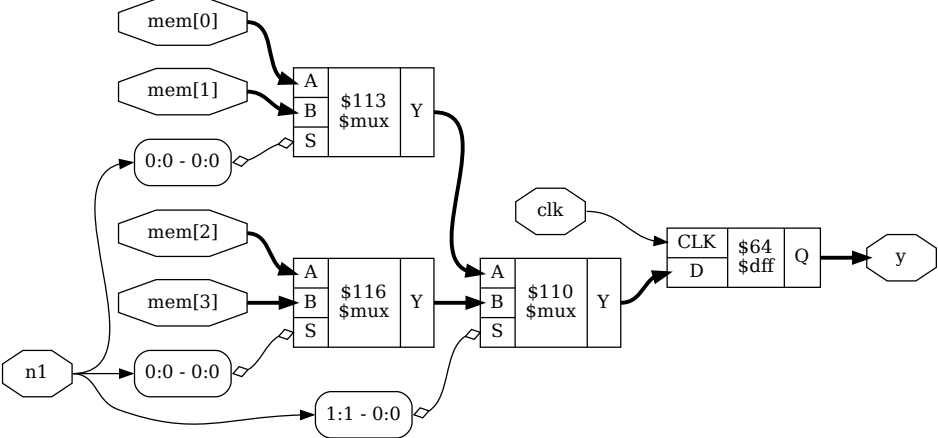 mem[0]
mem[1]
A
B
S
$113
$mux
Y
0:0 - 0:0
mem[2]
mem[3]
A
B
S
$116
$mux
Y
n1
0:0 - 0:0
1:1 - 0:0
A
B
S
$110
$mux
Y
clk
CLK
D
$64
$dff
Q
y